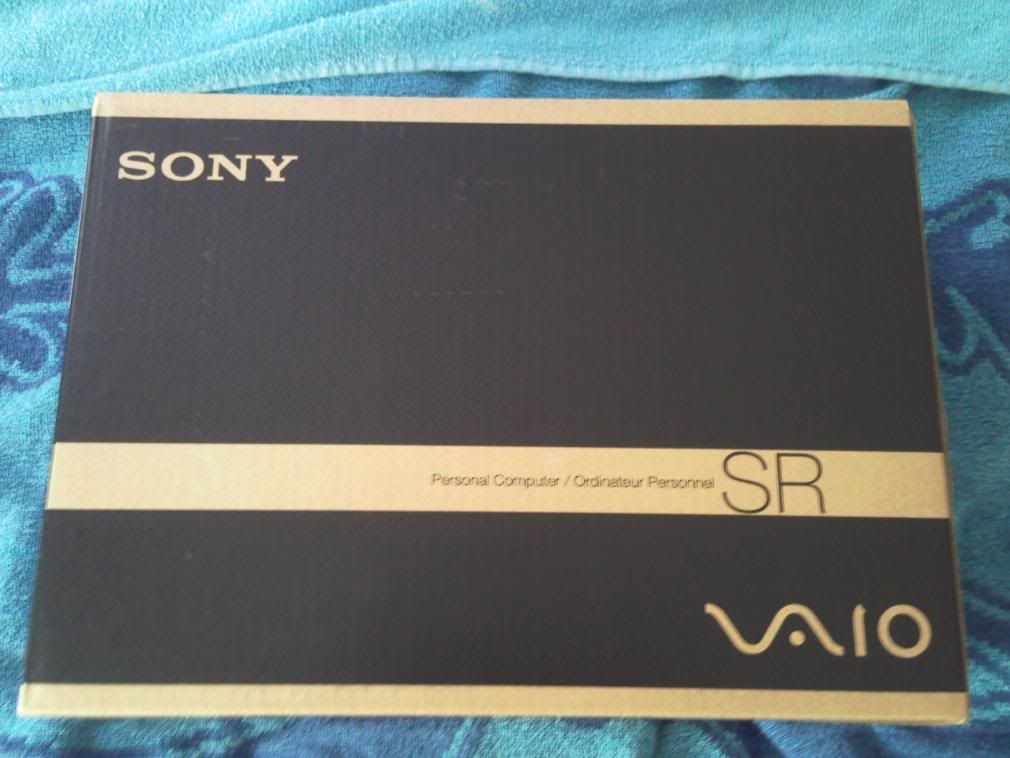 SONY
Personal Computer / Ordinateur Personnel SR
VAIO